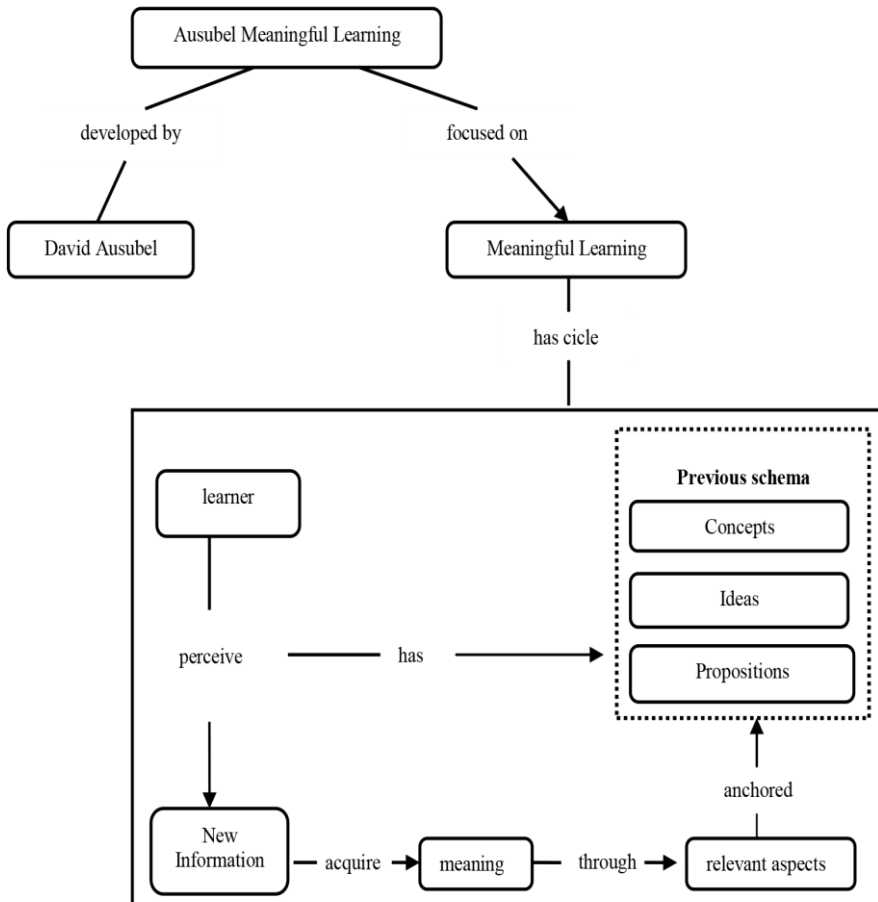 Ausubel Meaningful Learning
developed by
focused on
David Ausubel
Meaningful Learning
has cicle
Previous schema
learner
Concepts
Ideas
perceive
has
Propositions
anchored
New
Information
acquire
meaning
through
relevant aspects